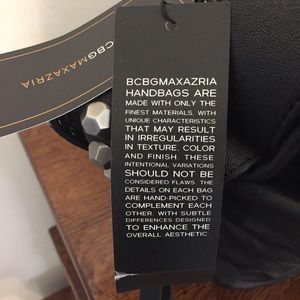 BCBGMAXAZRIA
BCBGMAXAZRIA
HANDBAGS ARE
MADE WITH ONLY THE
FINEST MATERIALS, WITH
UNIQUE CHARACTERISTICS
THAT MAY RESULT
IN IRREGULARITIES
IN TEXTURE, COLOR
AND FINISH. THESE
INTENTIONAL VARIATIONS
SHOULD NOT BE
CONSIDERED FLAWS. THE
DETAILS ON EACH BAG
ARE HAND-PICKED TO
COMPLEMENT EACH
OTHER, WITH SUBTLE
DIFFERENCES DESIGNED
TO ENHANCE THE
OVERALL AESTHETIC.